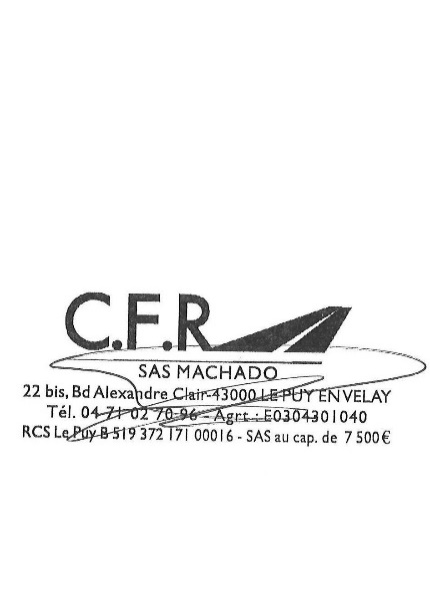 C.F.R
SAS MACHADO
22 bis, Bd Alexandre Clair-43000 LE PUY EN VELAY
Tél. 04 71 02 70 96 - Agrt.: E0304301040
RCS Le Puy B 519 372 171 00016 - SAS au cap. de 7 500 €